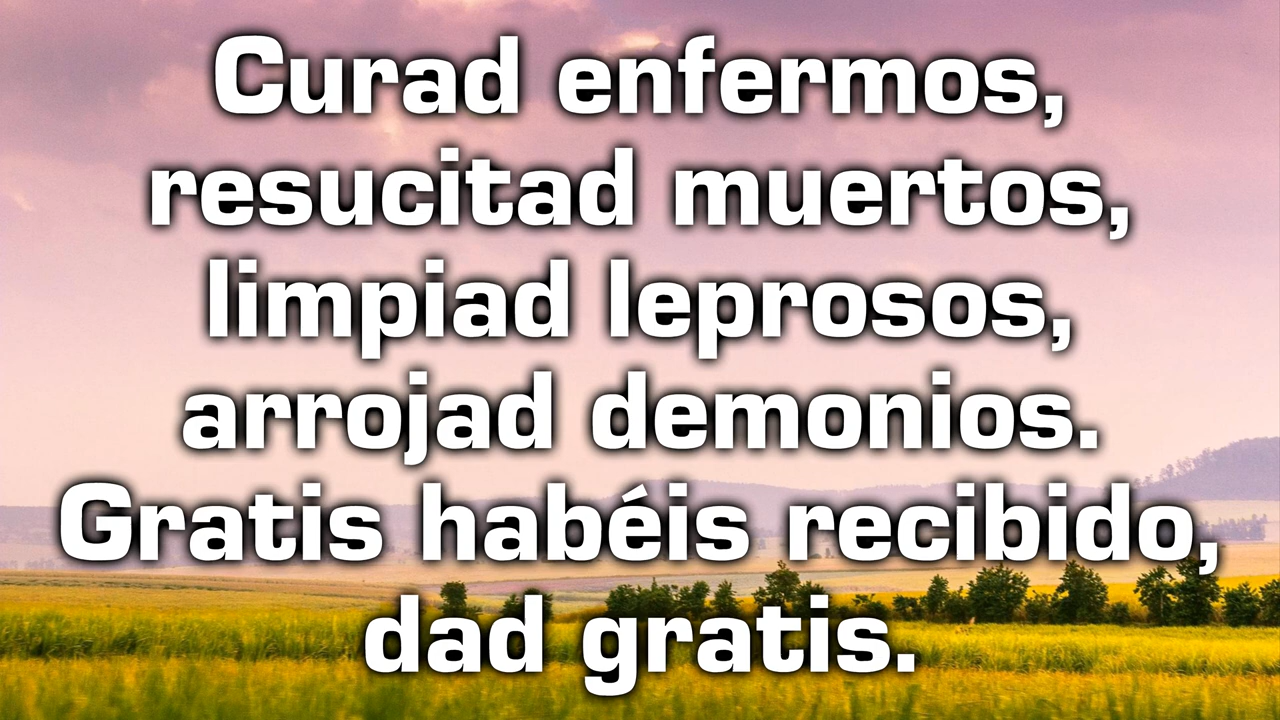 Curad enfermos,
resucitad muertos,
limpiad leprosos,
arrojad demonios.
Gratis habéis recibido,
dad gratis.